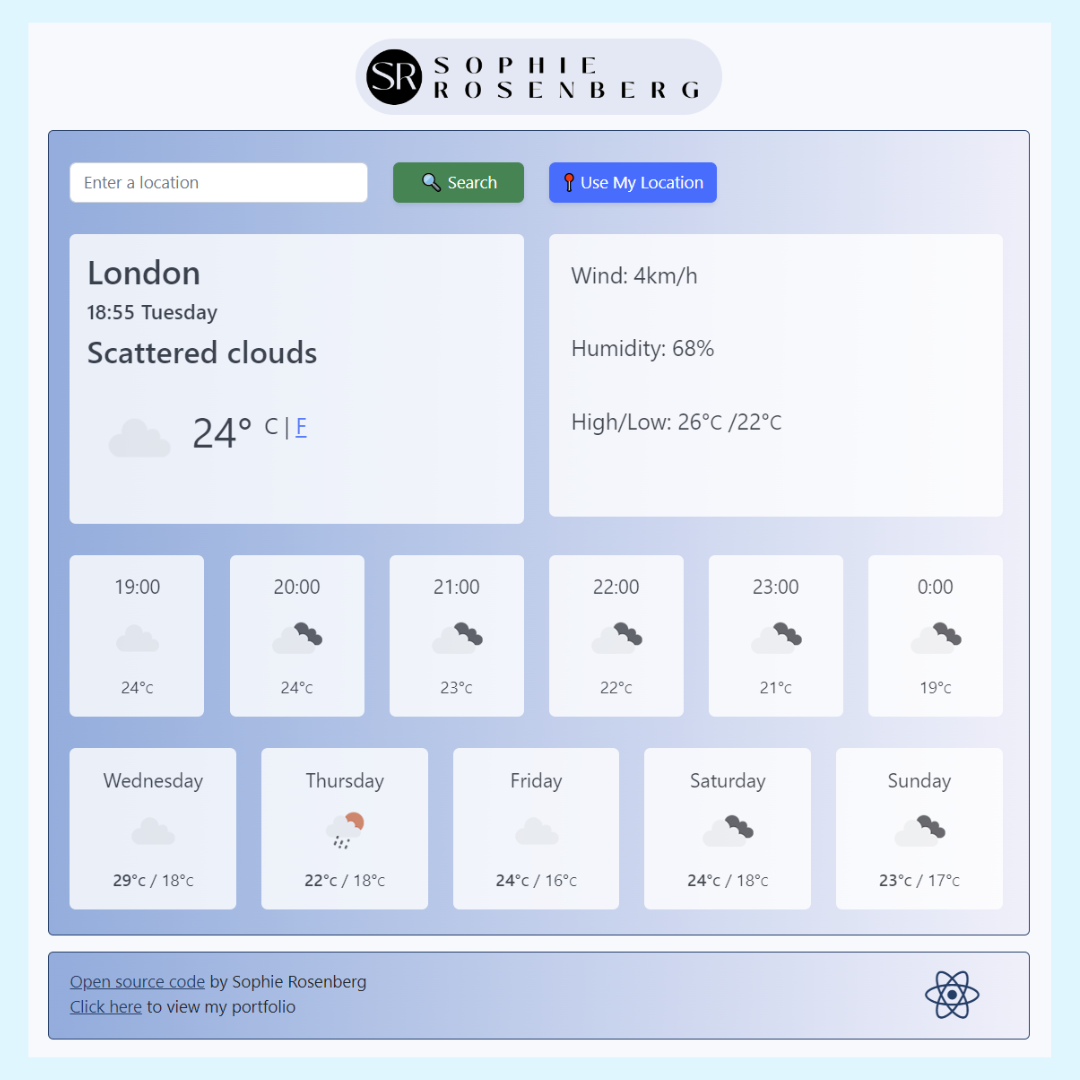 SR SOPHIE
ROSENBERG
Enter a location
Search
Use My Location
London
18:55 Tuesday
Scattered clouds
24° C | F
Wind: 4km/h
Humidity: 68%
High/Low: 26°C /22°C
19:00
24°C
20:00
24°C
21:00
23°C
22:00
22°C
23:00
21°C
0:00
19°C
Wednesday
29°C / 18°C
Thursday
22°C / 18°C
Friday
24°C / 16°C
Saturday
24°C / 18°C
Sunday
23°C / 17°C
Open source code by Sophie Rosenberg
Click here to view my portfolio